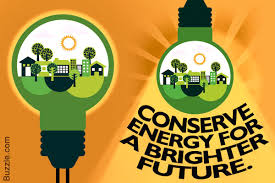 CONSERVE
ENERGY FOR
A BRIGHTER
FUTURE.
Buzzle.com